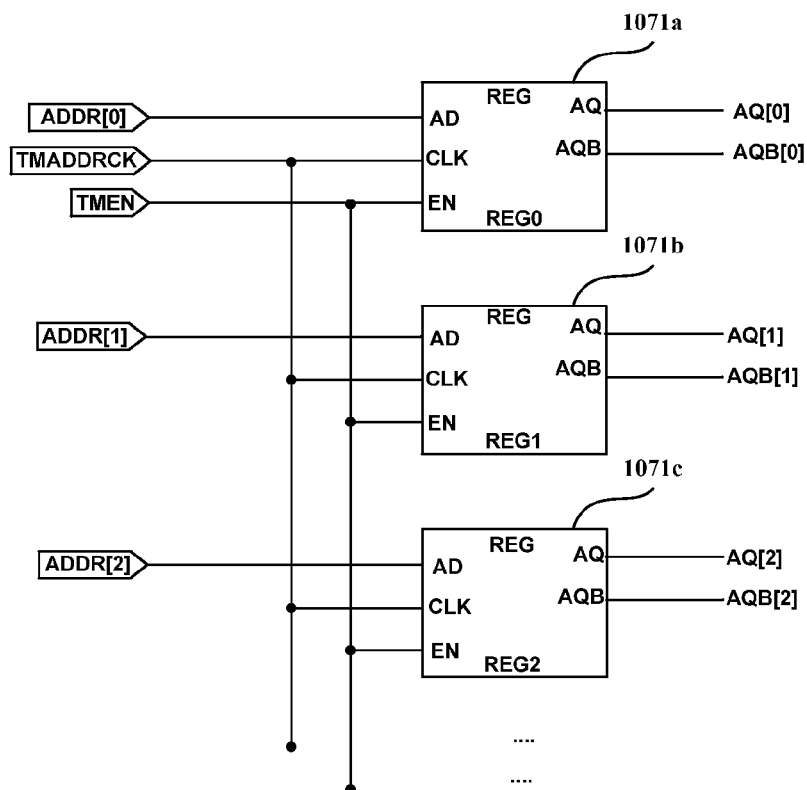 1071a
REG
ADDR[0] AD AQ AQ[0]
TMADDRCK CLK AQB AQB[0]
TMEN EN
REG0
1071b
REG
ADDR[1] AD AQ AQ[1]
CLK AQB AQB[1]
EN
REG1
1071c
REG
ADDR[2] AD AQ AQ[2]
CLK AQB AQB[2]
EN
REG2
....
....